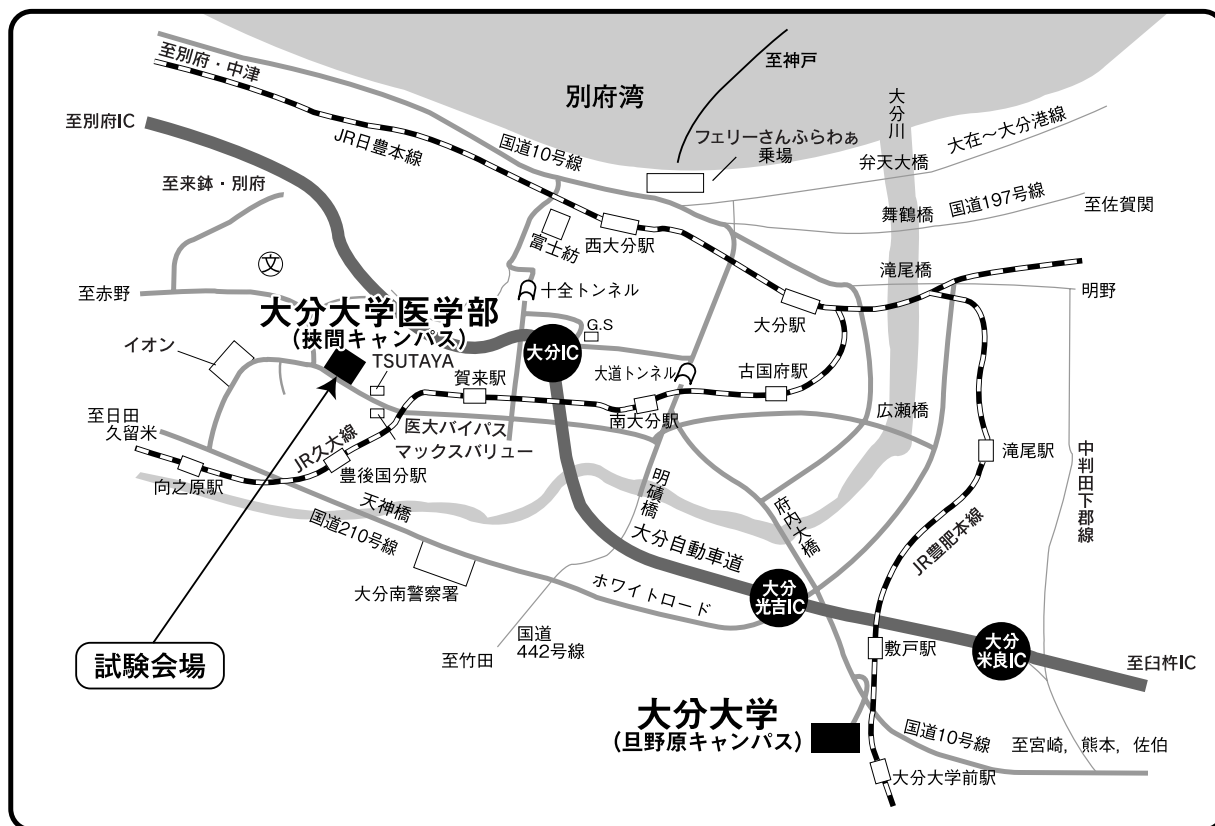 至別府・中津
至神戸
別府湾
大分川
至別府IC
JR日豊本線
国道10号線
フェリーさんふらわぁ
乗場
大在～大分港線
弁天大橋
至来鉢・別府
舞鶴橋
国道197号線
至佐賀関
富士紡
西大分駅
文
滝尾橋
至赤野
十全トンネル
明野
大分大学医学部
(挾間キャンパス)
G.S
大分駅
イオン
TSUTAYA
大分IC
賀来駅
大道トンネル
古国府駅
至日田
久留米
医大バイパス
南大分駅
広瀬橋
JR久大線
マックスバリュー
滝尾駅
向之原駅
豊後国分駅
明磧橋
中判田下郡線
天神橋
府内大橋
国道210号線
大分自動車道
JR豊肥本線
大分南警察署
ホワイトロード
大分
光吉IC
国道
442号線
至竹田
敷戸駅
大分
米良IC
至臼杵IC
試験会場
大分大学
(旦野原キャンパス)
国道10号線
至宮崎，熊本，佐伯
大分大学前駅